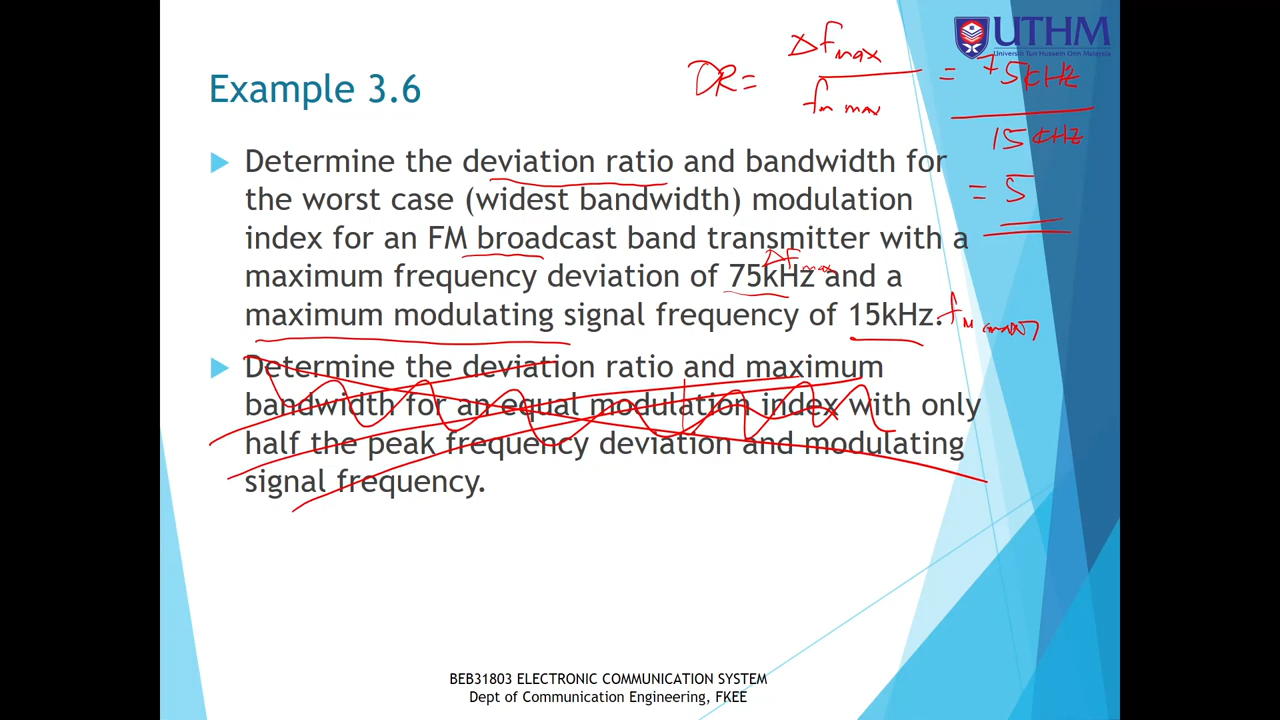 UTHM
Universiti Tun Hussein Onn Malaysia
Example 3.6
DR = Δf max / fm max = 75kHz / 15kHz
= 5
Determine the deviation ratio and bandwidth for
the worst case (widest bandwidth) modulation
index for an FM broadcast band transmitter with a
Δf max
maximum frequency deviation of 75kHz and a
maximum modulating signal frequency of 15kHz. fm (max)
Determine the deviation ratio and maximum
bandwidth for an equal modulation index with only
half the peak frequency deviation and modulating
signal frequency.
BEB31803 ELECTRONIC COMMUNICATION SYSTEM
Dept of Communication Engineering, FKEE